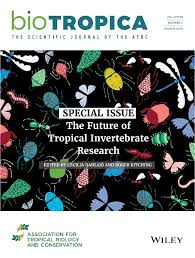 bioTROPICA
THE SCIENTIFIC JOURNAL OF THE ATBC
SPECIAL ISSUE
The Future of
Tropical Invertebrate
Research
EDITED BY CECILIA DAHLSJÖ AND ROGER KITCHING
ASSOCIATION FOR
TROPICAL BIOLOGY
AND CONSERVATION
WILEY